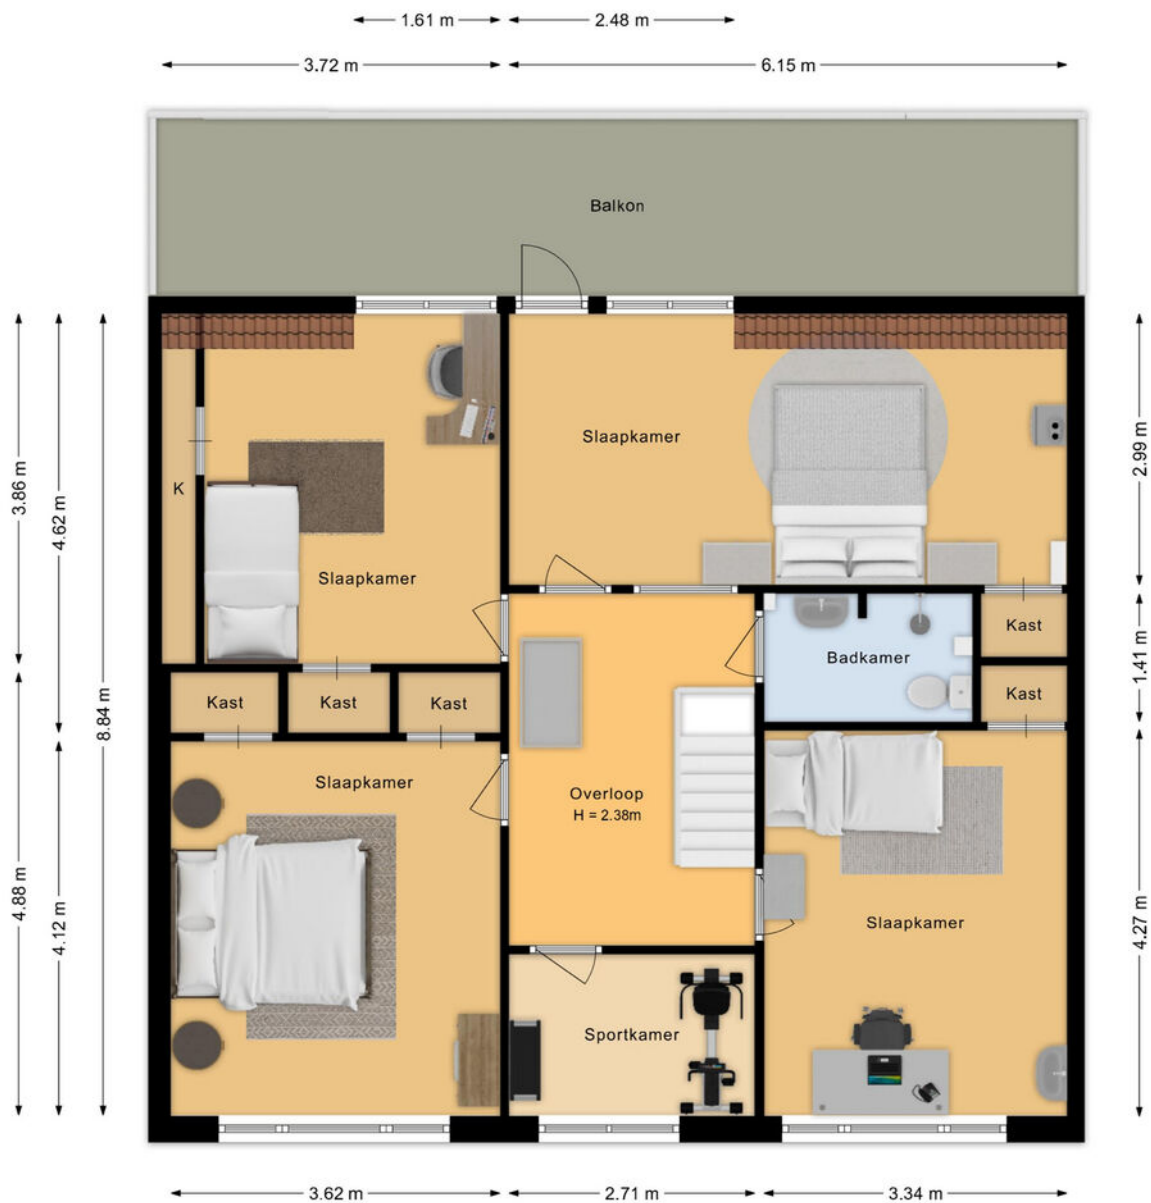 1.61 m
2.48 m
3.72 m
6.15 m
Balkon
Slaapkamer
2.99 m
3.86 m
K
4.62 m
Slaapkamer
Kast
1.41 m
Badkamer
Kast
Kast
Kast
Kast
8.84 m
Slaapkamer
Overloop
H = 2.38m
4.88 m
4.12 m
Slaapkamer
4.27 m
Sportkamer
3.62 m
2.71 m
3.34 m